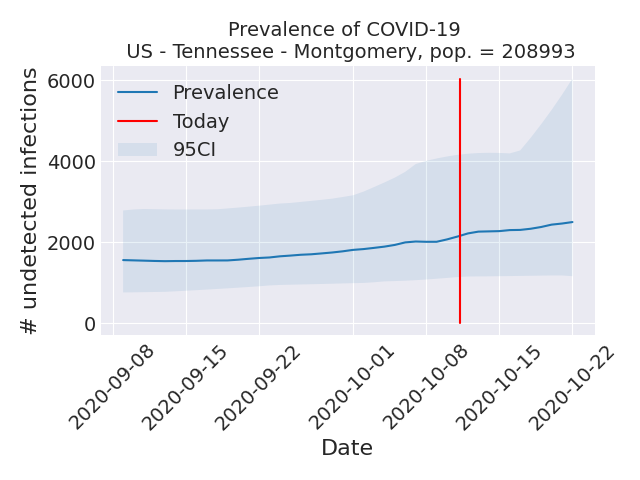 Prevalence of COVID-19
US - Tennessee - Montgomery, pop. = 208993
# undetected infections
6000
4000
2000
0
Prevalence
Today
95CI
2020-09-08
2020-09-15
2020-09-22
2020-10-01
2020-10-08
2020-10-15
2020-10-22
Date